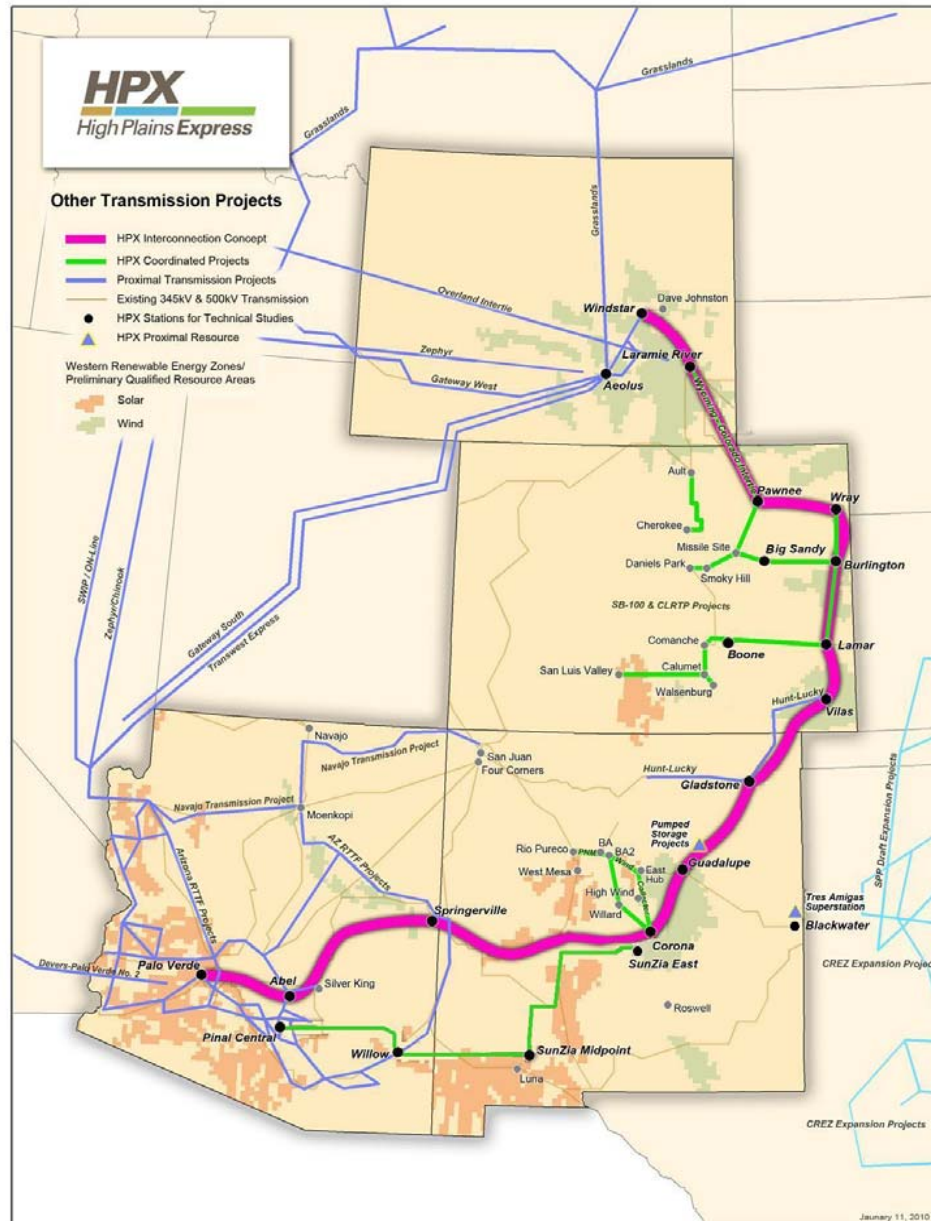 HPX
High Plains Express
Other Transmission Projects
HPX Interconnection Concept
HPX Coordinated Projects
Proximal Transmission Projects
Existing 345kV & 500kV Transmission
HPX Stations for Technical Studies
HPX Proximal Resource
Western Renewable Energy Zones/
Preliminary Qualified Resource Areas
Solar
Wind
Grasslands
Grasslands
Grasslands
Overland Intertie
Zephyr
Gateway West
Windstar
Dave Johnston
Laramie River
Aeolus
Wyoming - Colorado Intertie
SWIP / ON-Line
Zephyr/Chinook
Gateway South
Transwest Express
Ault
Cherokee
Pawnee
Wray
Missile Site
Big Sandy
Daniels Park
Smoky Hill
Burlington
SB-100 & CLRTP Projects
Comanche
Boone
Lamar
San Luis Valley
Calumet
Walsenburg
Hunt-Lucky
Vilas
Navajo
Navajo Transmission Project
San Juan
Four Corners
Hunt-Lucky
Gladstone
Navajo Transmission Project
Moenkopi
AZ RTTF Projects
Arizona RTTF Projects
Pumped
Storage
Projects
Rio Pureco
PNM
BA
BA2
Guadalupe
West Mesa
East
Hub
High Wind
Willard
Springerville
Corona
SunZia East
Tres Amigas
Superstation
Blackwater
SPP Draft Expansion Projects
CREZ Expansion Projec
Devers-Palo Verde No. 2
Palo Verde
Abel
Silver King
Roswell
Pinal Central
Willow
SunZia Midpoint
Luna
CREZ Expansion Projects
Jaunary 11, 2010